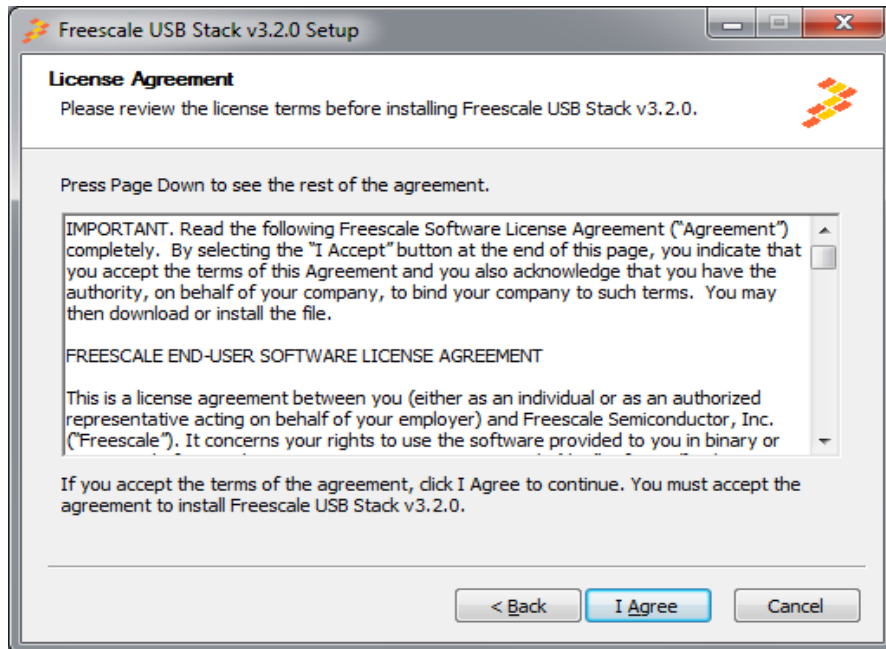 Freescale USB Stack v3.2.0 Setup
License Agreement
Please review the license terms before installing Freescale USB Stack v3.2.0.
Press Page Down to see the rest of the agreement.
IMPORTANT. Read the following Freescale Software License Agreement (“Agreement”)
completely.  By selecting the “I Accept” button at the end of this page, you indicate that
you accept the terms of this Agreement and you also acknowledge that you have the
authority, on behalf of your company, to bind your company to such terms.  You may
then download or install the file.
FREESCALE END-USER SOFTWARE LICENSE AGREEMENT
This is a license agreement between you (either as an individual or as an authorized
representative acting on behalf of your employer) and Freescale Semiconductor, Inc.
(“Freescale”). It concerns your rights to use the software provided to you in binary or
If you accept the terms of the agreement, click I Agree to continue. You must accept the
agreement to install Freescale USB Stack v3.2.0.
< Back
I Agree
Cancel